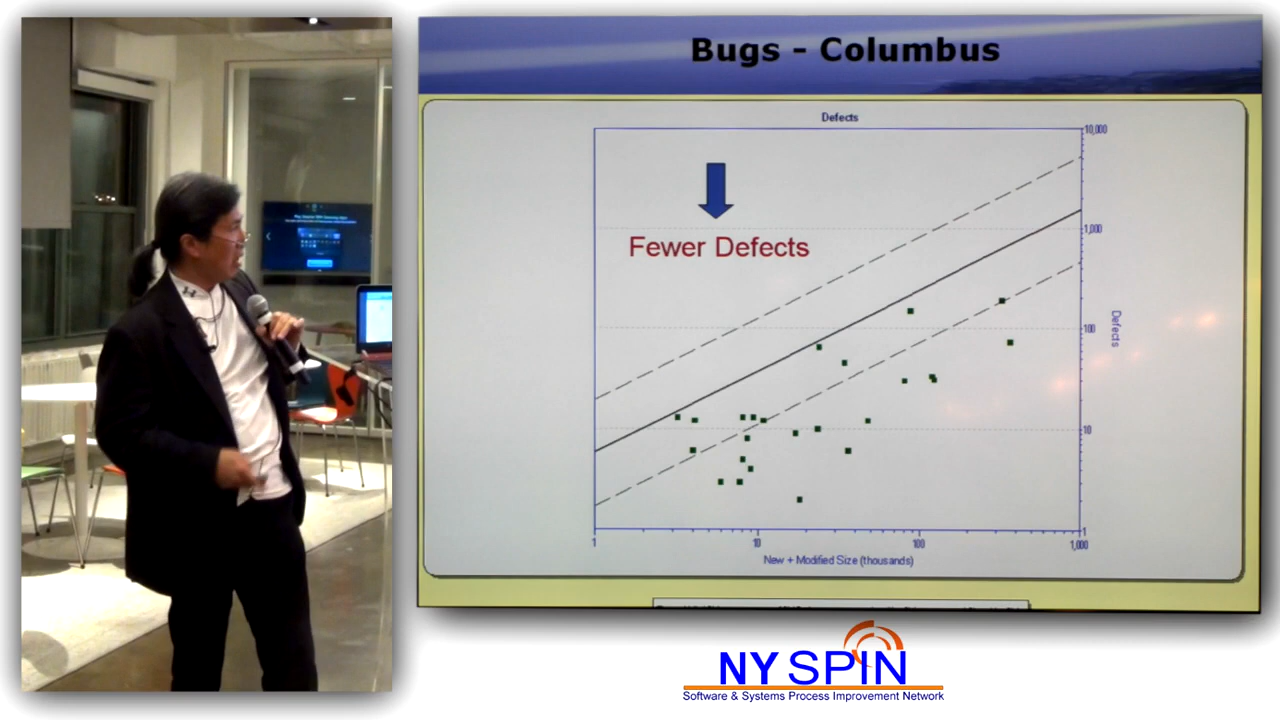 Bugs - Columbus
Defects
10,000
Fewer Defects
1,000
100
Defects
10
1
1
10
100
1,000
New + Modified Size (thousands)
NY SPIN
Software & Systems Process Improvement Network